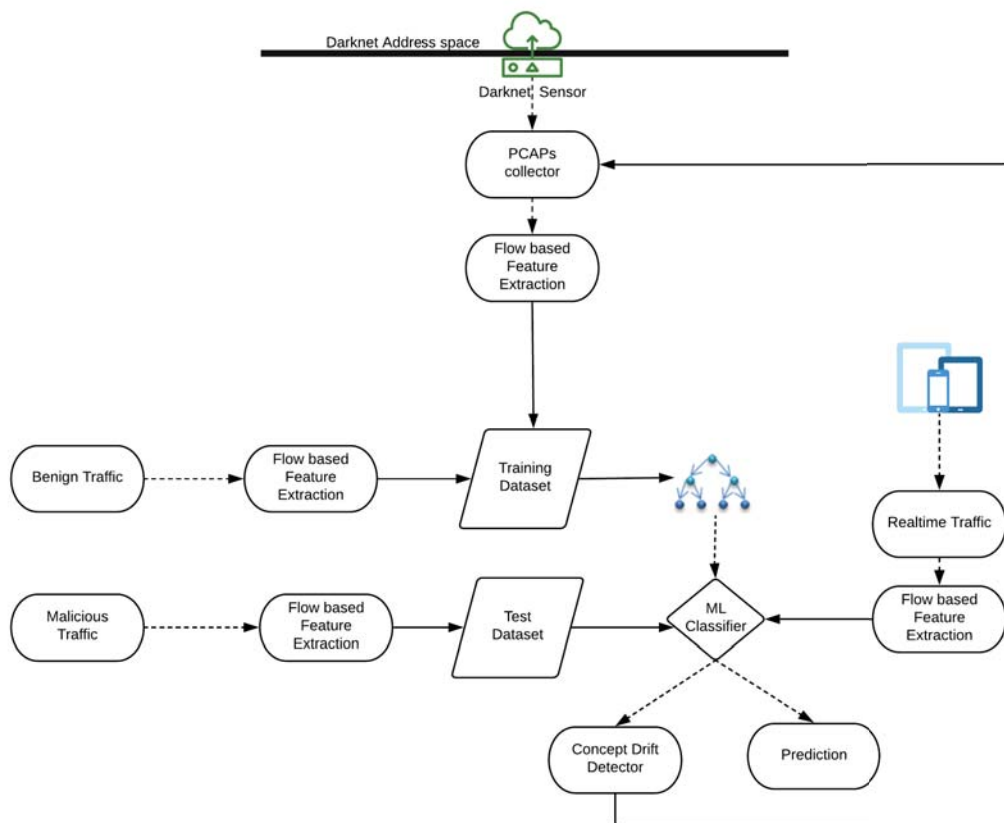 Darknet Address space
Darknet Sensor
PCAPs
collector
Flow based
Feature
Extraction
Benign Traffic
Flow based
Feature
Extraction
Training
Dataset
Realtime Traffic
Malicious
Traffic
Flow based
Feature
Extraction
Test
Dataset
ML
Classifier
Flow based
Feature
Extraction
Concept Drift
Detector
Prediction